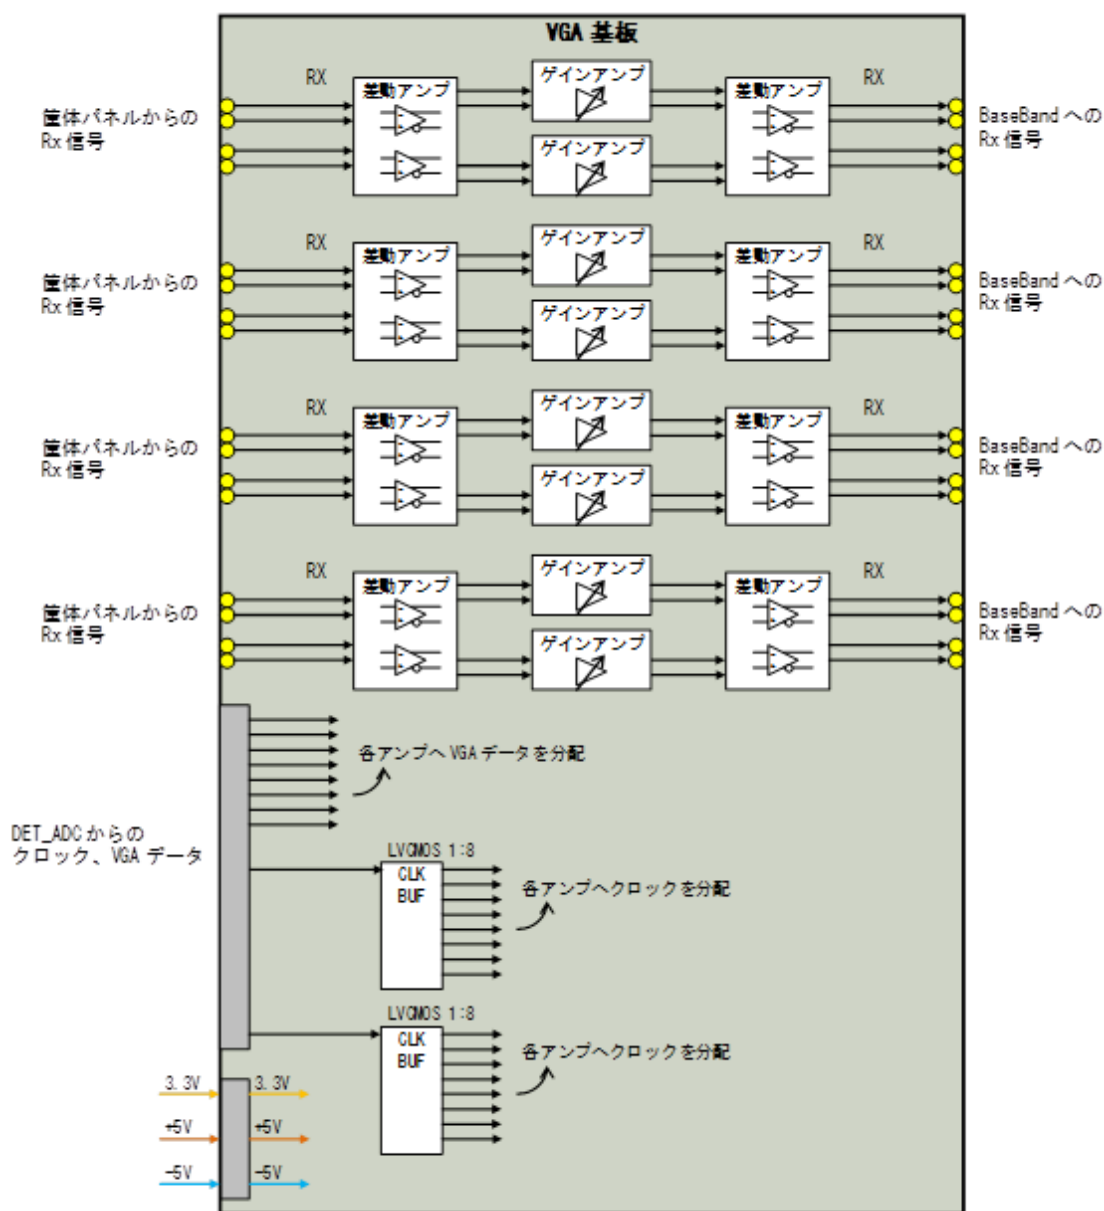 VGA 基板
筐体パネルからの
Rx 信号
RX
差動アンプ
ゲインアンプ
ゲインアンプ
差動アンプ
RX
BaseBand への
Rx 信号
筐体パネルからの
Rx 信号
RX
差動アンプ
ゲインアンプ
ゲインアンプ
差動アンプ
RX
BaseBand への
Rx 信号
筐体パネルからの
Rx 信号
RX
差動アンプ
ゲインアンプ
ゲインアンプ
差動アンプ
RX
BaseBand への
Rx 信号
筐体パネルからの
Rx 信号
RX
差動アンプ
ゲインアンプ
ゲインアンプ
差動アンプ
RX
BaseBand への
Rx 信号
各アンプへ VGA データを分配
DET_ADC からの
クロック、VGA データ
LVCMOS 1:8
CLK
BUF
各アンプへクロックを分配
LVCMOS 1:8
CLK
BUF
各アンプへクロックを分配
3.3V
3.3V
+5V
+5V
-5V
-5V